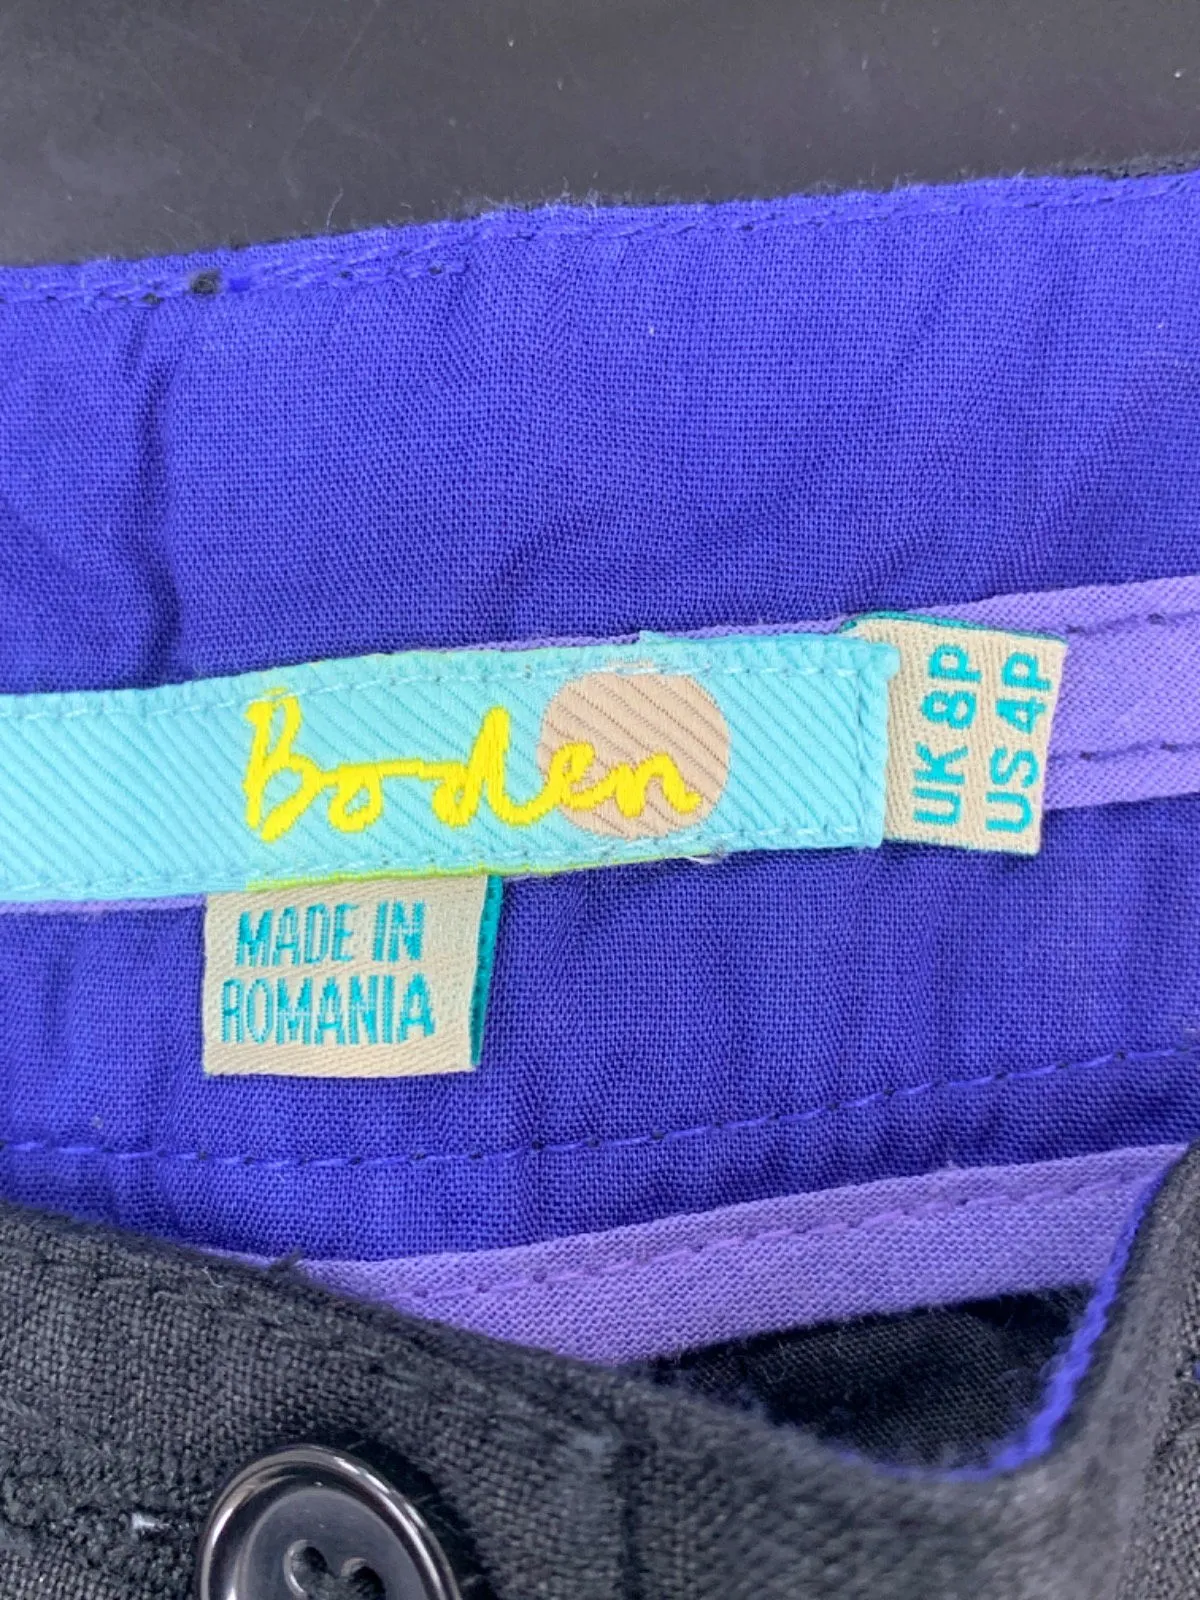 Boden
UK 8P
US 4P
MADE IN
ROMANIA